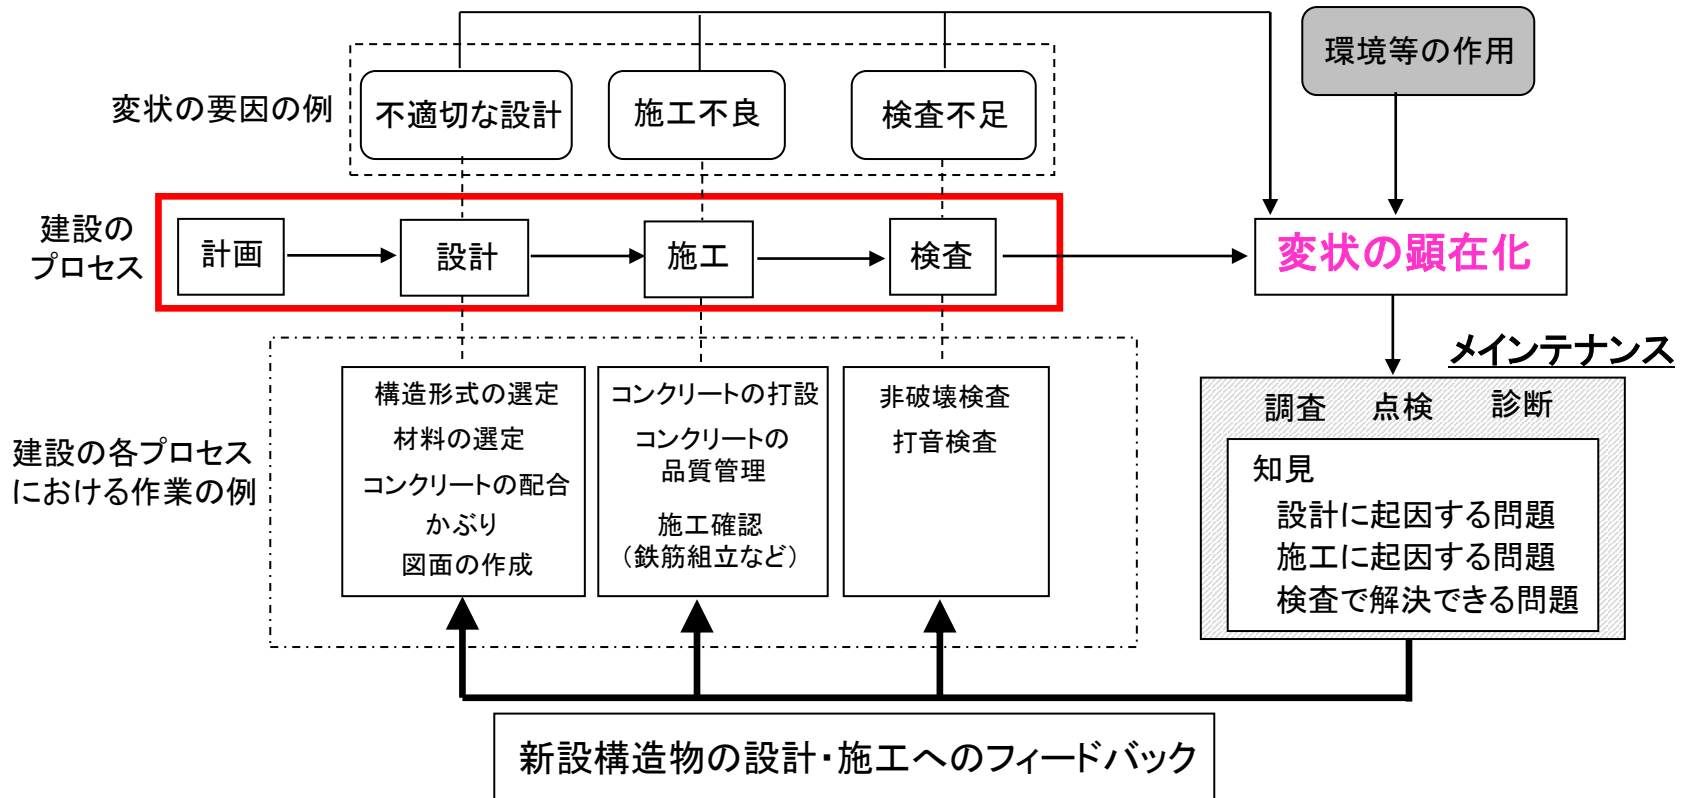 環境等の作用
変状の要因の例
不適切な設計
施工不良
検査不足
建設の
プロセス
計画
設計
施工
検査
変状の顕在化
メインテナンス
建設の各プロセス
における作業の例
構造形式の選定
材料の選定
コンクリートの配合
かぶり
図面の作成
コンクリートの打設
コンクリートの
品質管理
施工確認
(鉄筋組立など)
非破壊検査
打音検査
調査 点検 診断
知見
設計に起因する問題
施工に起因する問題
検査で解決できる問題
新設構造物の設計・施工へのフィードバック